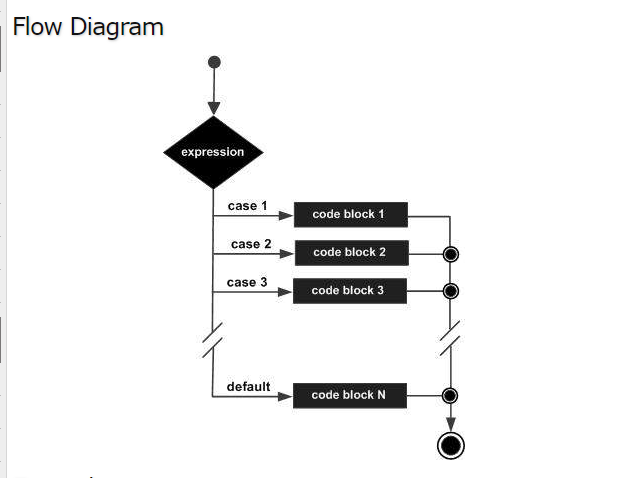 Flow Diagram
expression
case 1
code block 1
case 2
code block 2
case 3
code block 3
default
code block N